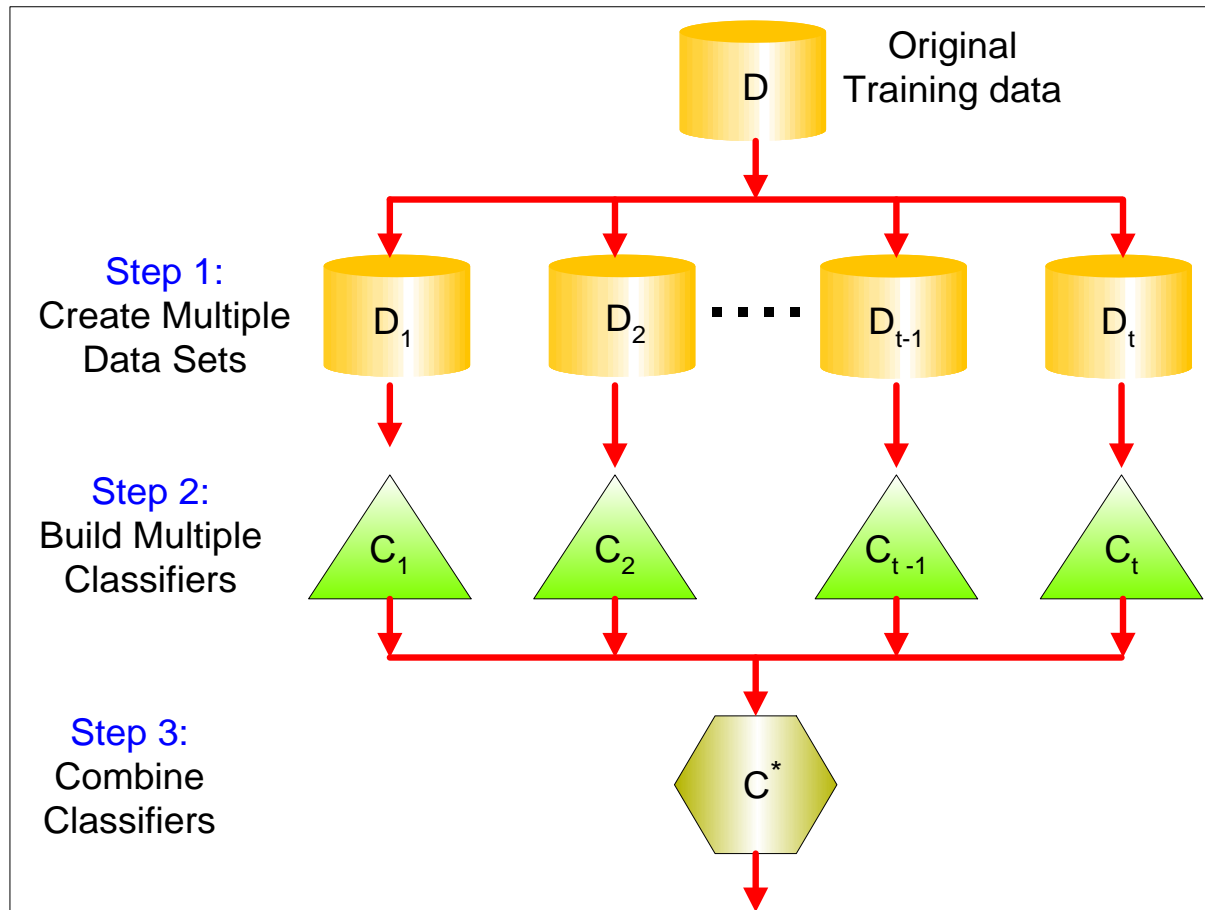 Original
Training data
D
Step 1:
Create Multiple
Data Sets
D₁
D₂
Dₜ₋₁
Dₜ
Step 2:
Build Multiple
Classifiers
C₁
C₂
Cₜ ₋₁
Cₜ
Step 3:
Combine
Classifiers
C*